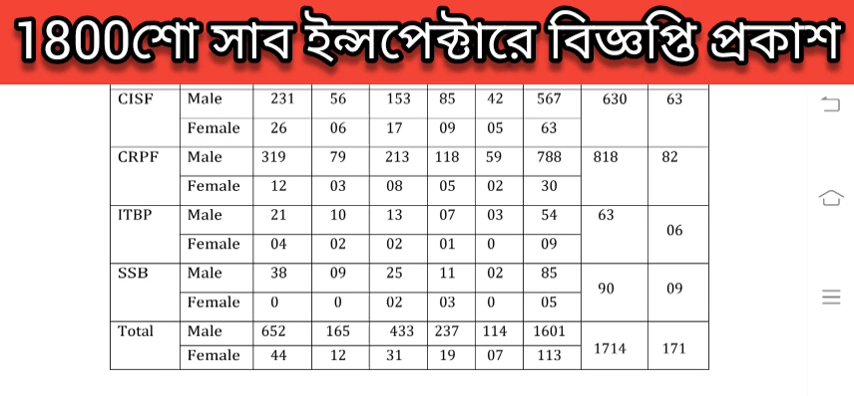 1800শো সাব ইন্সপেক্টারে বিজ্ঞপ্তি প্রকাশ
CISF Male 231 56 153 85 42 567 630 63
Female 26 06 17 09 05 63
CRPF Male 319 79 213 118 59 788 818 82
Female 12 03 08 05 02 30
ITBP Male 21 10 13 07 03 54 63 06
Female 04 02 02 01 0 09
SSB Male 38 09 25 11 02 85 90 09
Female 0 0 02 03 0 05
Total Male 652 165 433 237 114 1601 1714 171
Female 44 12 31 19 07 113